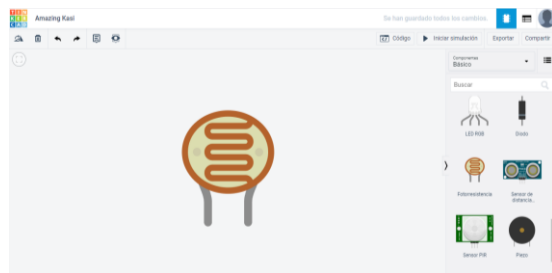 TIN
KER
CAD
Amazing Kasi
Se han guardado todos los cambios.
Código
Iniciar simulación
Exportar
Compartir
Componentes
Básico
Buscar
LED RGB
Diodo
Fotorresistencia
Sensor de
distancia...
Sensor PIR
Piezo